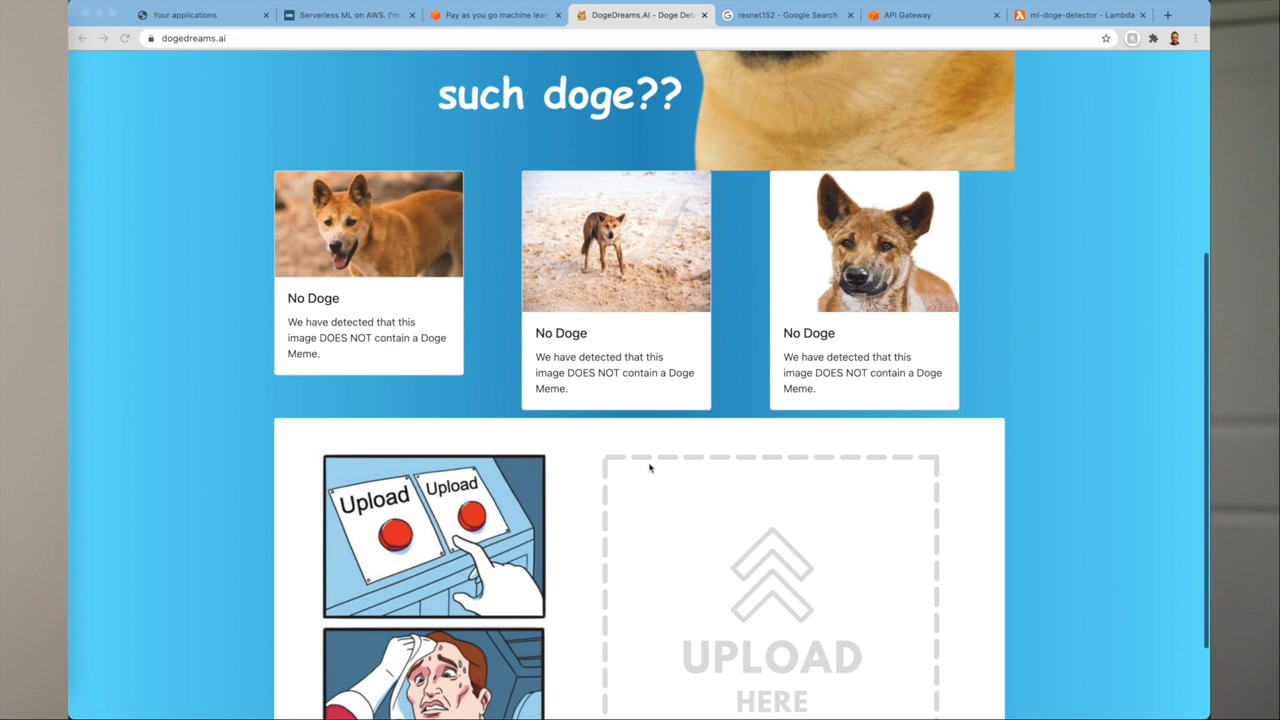 Your applications
Serverless ML on AWS. I'm
Pay as you go machine lear
DogeDreams.AI - Doge Det
resnet152 - Google Search
API Gateway
ml-doge-detector - Lambda
dogedreams.ai
such doge??
No Doge
We have detected that this
image DOES NOT contain a Doge
Meme.
No Doge
We have detected that this
image DOES NOT contain a Doge
Meme.
No Doge
We have detected that this
image DOES NOT contain a Doge
Meme.
Upload
Upload
UPLOAD
HERE